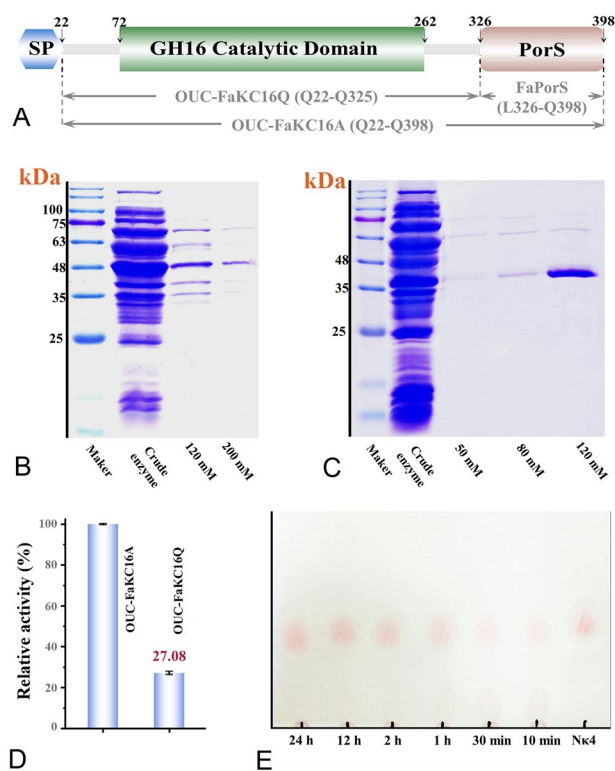 22 72 262 326 398
SP GH16 Catalytic Domain PorS
OUC-FaKC16Q (Q22-Q325) FaPorS
(L326-Q398)
OUC-FaKC16A (Q22-Q398)
A
kDa
100
75
63
48
35
25
Maker Crude enzyme 120 mM 200 mM
B
kDa
48
35
25
Maker Crude enzyme 50 mM 80 mM 120 mM
C
Relative activity (%)
100
80
60
40
20
0
OUC-FaKC16A
OUC-FaKC16Q
27.08
D
24 h 12 h 2 h 1 h 30 min 10 min Nκ4
E